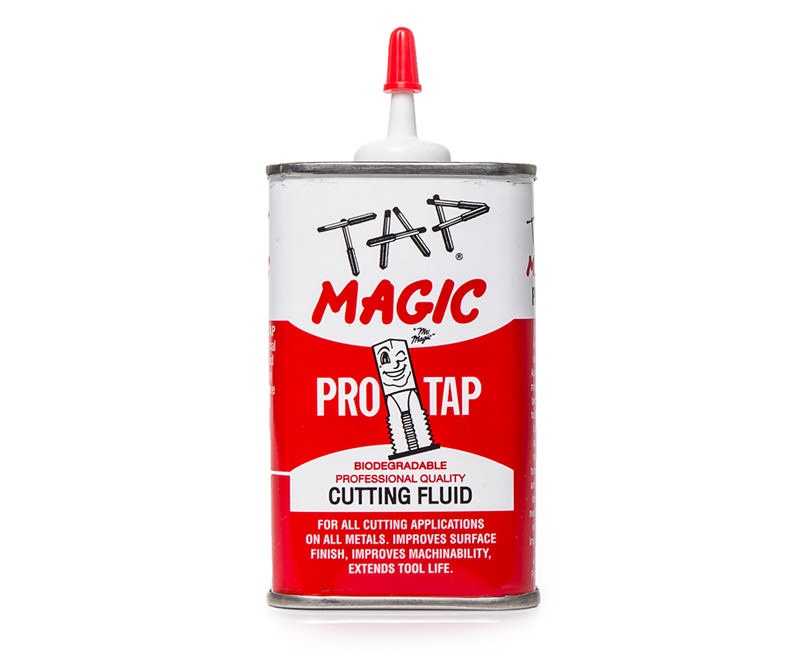 TAP®
MAGIC
"Mr.
Magic"
PRO TAP
BIODEGRADABLE
PROFESSIONAL QUALITY
CUTTING FLUID
FOR ALL CUTTING APPLICATIONS
ON ALL METALS. IMPROVES SURFACE
FINISH, IMPROVES MACHINABILITY,
EXTENDS TOOL LIFE.